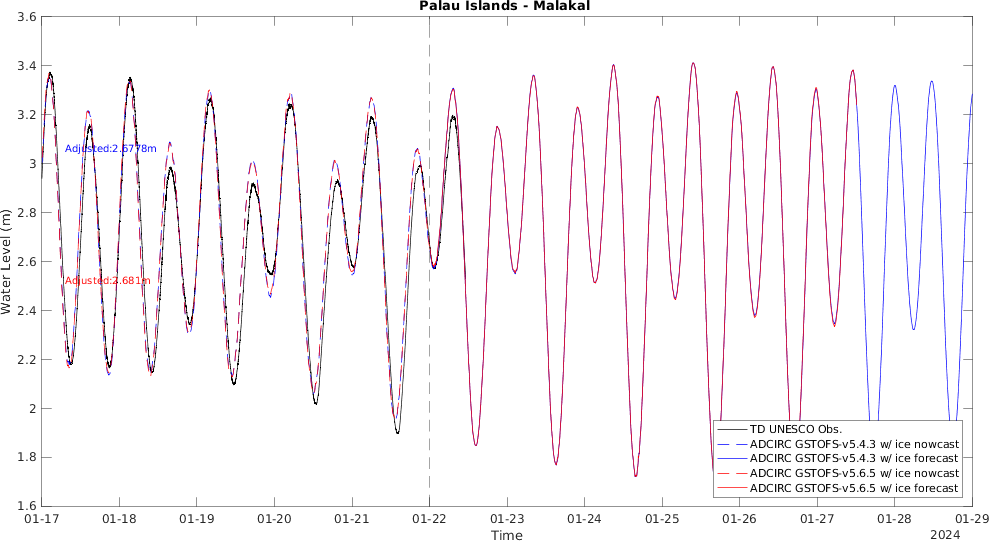 Palau Islands - Malakal
Water Level (m)
3.6
3.4
3.2
3
2.8
2.6
2.4
2.2
2
1.8
1.6
Adjusted:2.6778m
Adjusted:2.681m
TD UNESCO Obs.
ADCIRC GSTOFS-v5.4.3 w/ ice nowcast
ADCIRC GSTOFS-v5.4.3 w/ ice forecast
ADCIRC GSTOFS-v5.6.5 w/ ice nowcast
ADCIRC GSTOFS-v5.6.5 w/ ice forecast
01-17 01-18 01-19 01-20 01-21 01-22 01-23 01-24 01-25 01-26 01-27 01-28 01-29
Time
2024